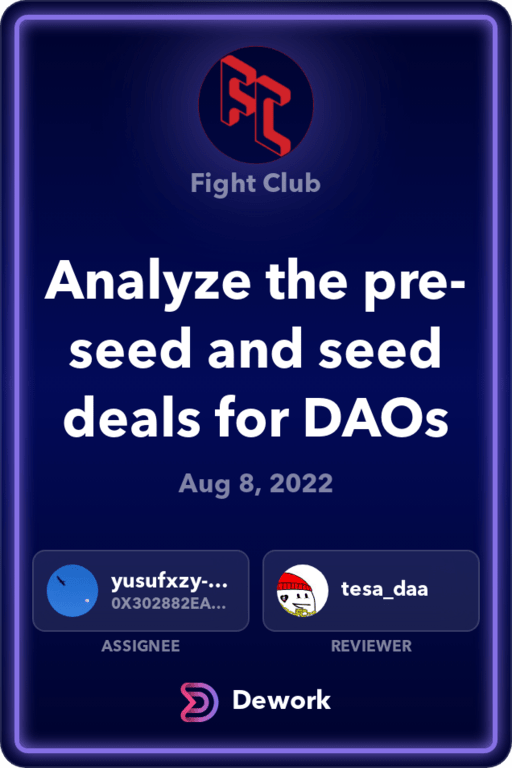 FC
Fight Club
Analyze the pre-
seed and seed
deals for DAOs
Aug 8, 2022
yusufxzy-...
0X302882EA...
tesa_daa
ASSIGNEE
REVIEWER
Dework